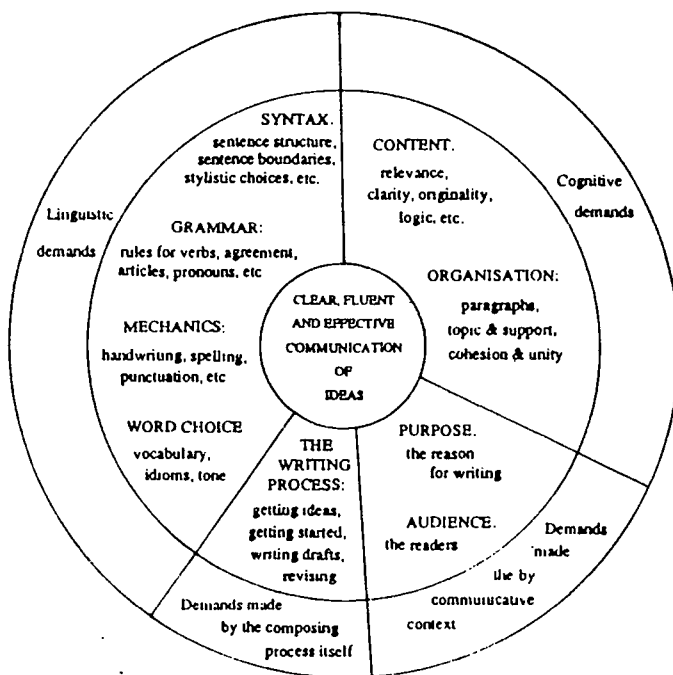 SYNTAX.
sentence structure,
sentence boundaries,
stylistic choices, etc.
CONTENT.
relevance,
clarity, originality,
logic, etc.
Cognitive
demands
Linguistic
demands
GRAMMAR:
rules for verbs, agreement,
articles, pronouns, etc
ORGANISATION:
paragraphs,
topic & support,
cohesion & unity
CLEAR, FLUENT
AND EFFECTIVE
COMMUNICATION
OF
IDEAS
MECHANICS:
handwriting, spelling,
punctuation, etc
WORD CHOICE
vocabulary,
idioms, tone
THE
WRITING
PROCESS:
getting ideas,
getting started,
writing drafts,
revising
PURPOSE.
the reason
for writing
AUDIENCE.
the readers
Demands
made
the by
communicative
context
Demands made
by the composing
process itself